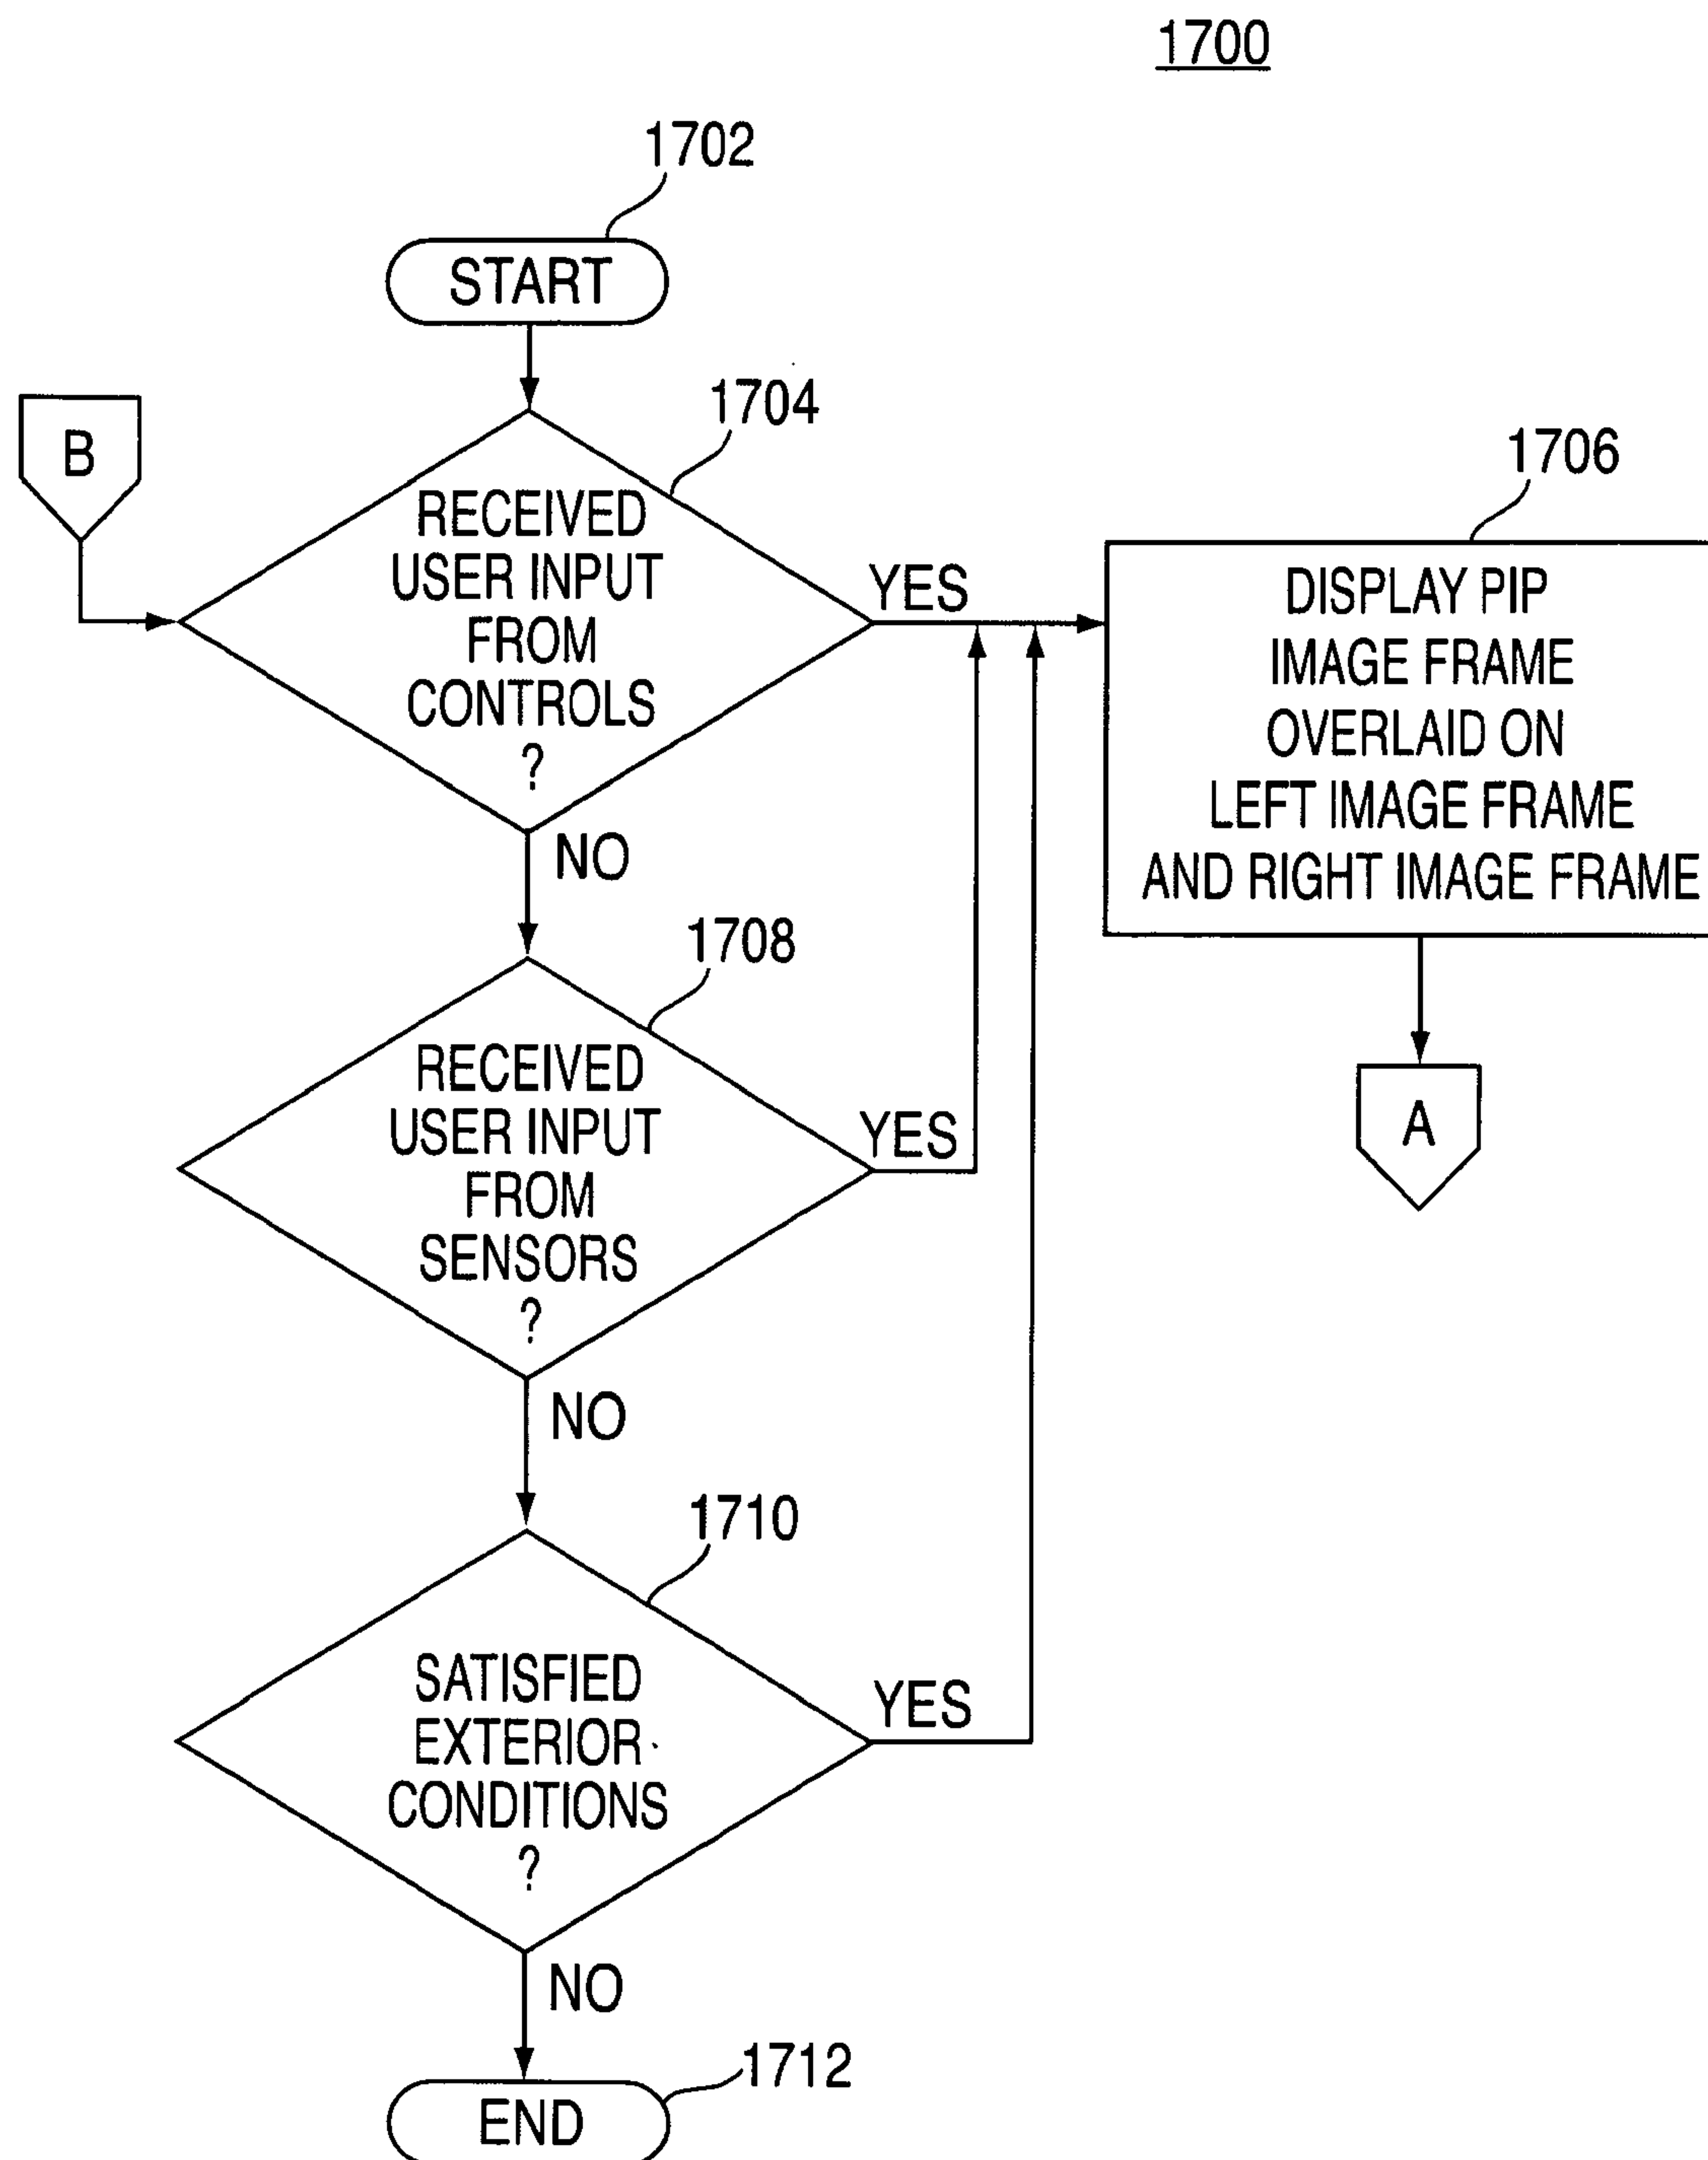 1700
1702
START
B
1704
RECEIVED
USER INPUT
FROM
CONTROLS
?
YES
1706
DISPLAY PIP
IMAGE FRAME
OVERLAID ON
LEFT IMAGE FRAME
AND RIGHT IMAGE FRAME
A
NO
1708
RECEIVED
USER INPUT
FROM
SENSORS
?
YES
NO
1710
SATISFIED
EXTERIOR
CONDITIONS
?
YES
NO
1712
END